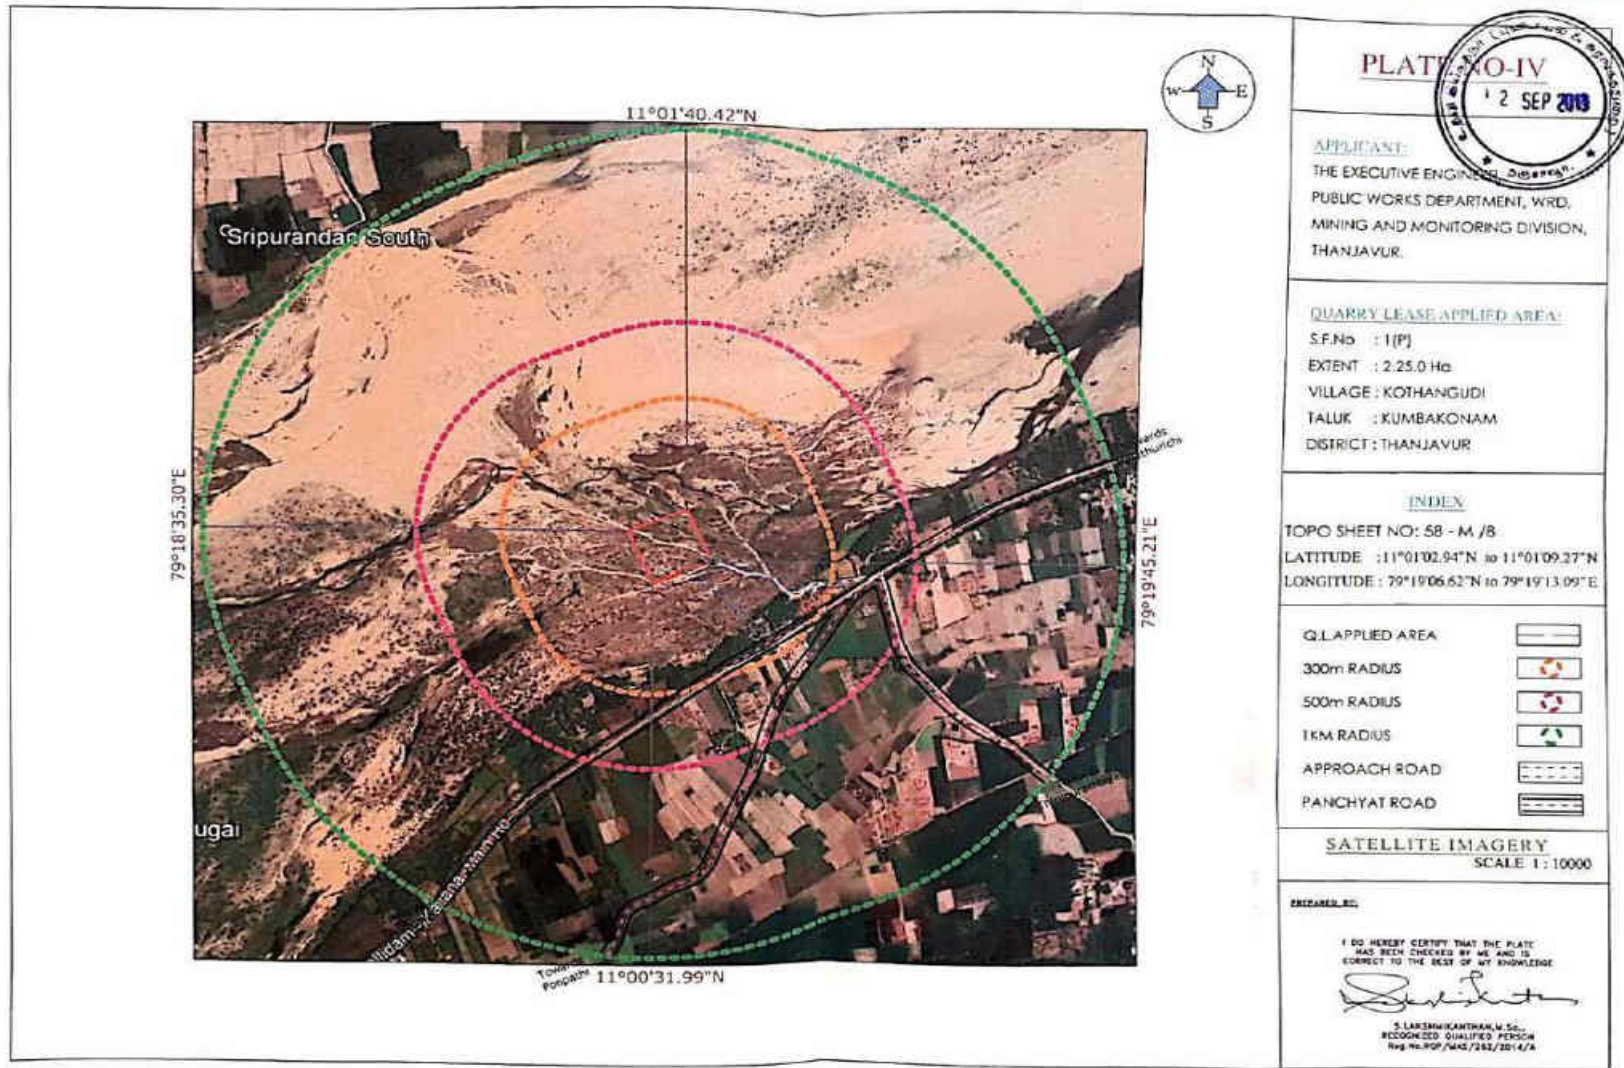 11°01'40.42"N
N
W E
S
Sripurandan South
79°18'35.30"E
79°19'45.21"E
ugai
11°00'31.99"N
PLATE NO-IV
12 SEP
APPLICANT:
THE EXECUTIVE ENGINEER,
PUBLIC WORKS DEPARTMENT, WRD,
MINING AND MONITORING DIVISION,
THANJAVUR.
QUARRY LEASE APPLIED AREA:
S.F.No : 1(P)
EXTENT : 2.25.0 Ha
VILLAGE : KOTHANGUDI
TALUK : KUMBAKONAM
DISTRICT : THANJAVUR
INDEX
TOPO SHEET NO: 58 - M /8
LATITUDE :11°01'02.94"N to 11°01'09.27"N
LONGITUDE : 79°19'06.62"N to 79°19'13.09"E
Q.L.APPLIED AREA
300m RADIUS
500m RADIUS
1KM RADIUS
APPROACH ROAD
PANCHYAT ROAD
SATELLITE IMAGERY
SCALE 1 : 10000
PREPARED BY:
I DO HEREBY CERTIFY THAT THE PLATE
HAS BEEN CHECKED BY ME AND IS
CORRECT TO THE BEST OF MY KNOWLEDGE
S.LAKSHMIKANTHAN,M.Sc.,
RECOGNIZED QUALIFIED PERSON